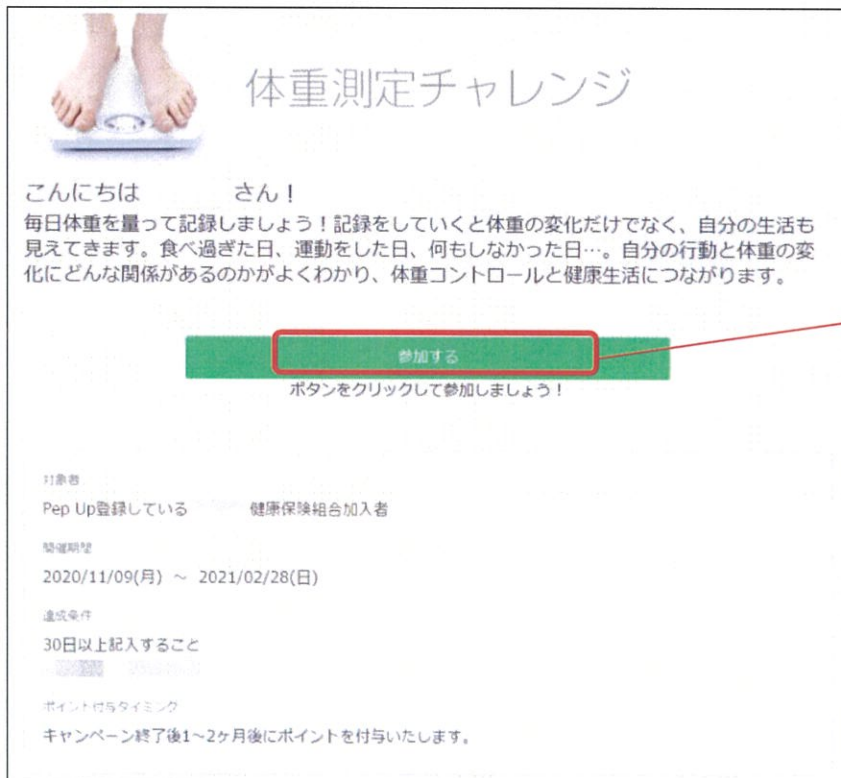 体重測定チャレンジ
こんにちは さん！
毎日体重を量って記録しましょう！記録をしていくと体重の変化だけでなく、自分の生活も
見えてきます。食べ過ぎた日、運動をした日、何もしなかった日…。自分の行動と体重の変
化にどんな関係があるのかがよくわかり、体重コントロールと健康生活につながります。
参加する
ボタンをクリックして参加しましょう！
対象者
Pep Up登録している 健康保険組合加入者
開催期間
2020/11/09(月) ～ 2021/02/28(日)
達成条件
30日以上記入すること
ポイント付与タイミング
キャンペーン終了後1～2ヶ月後にポイントを付与いたします。